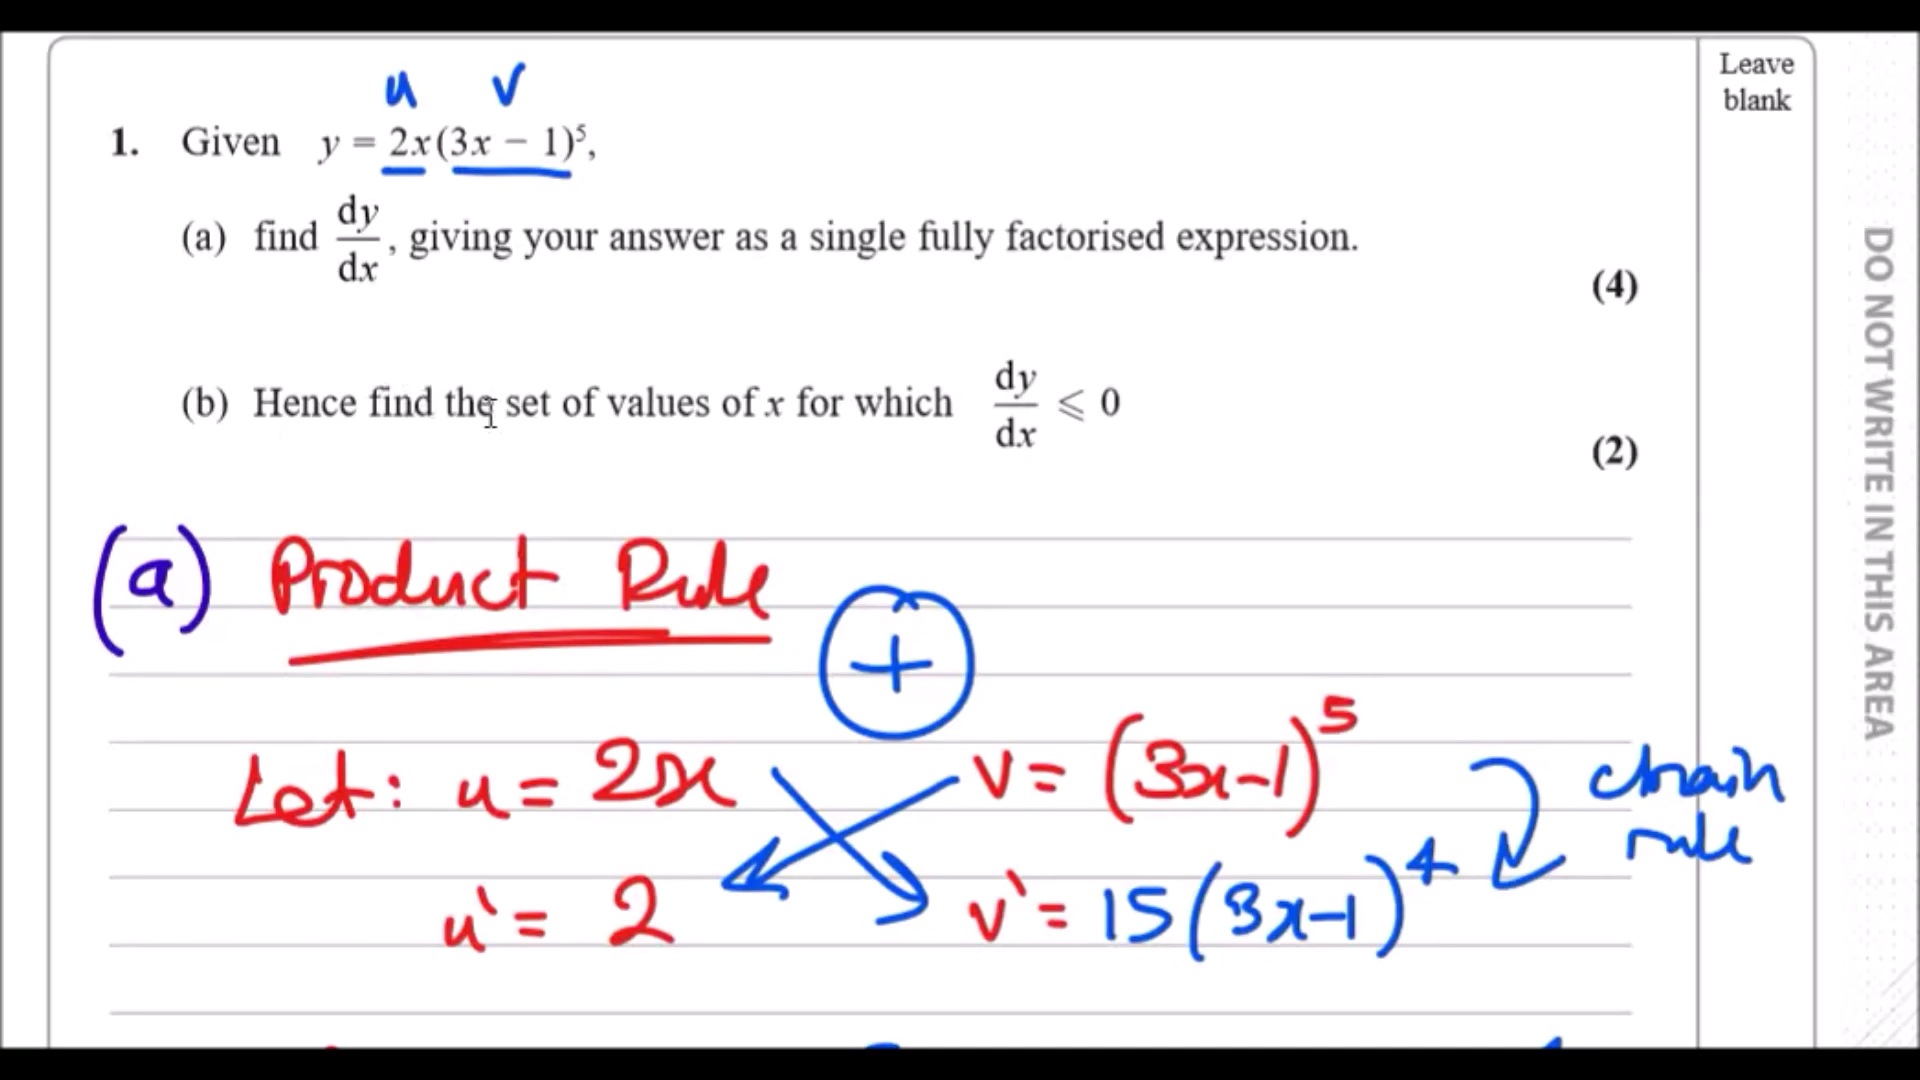 u v
1. Given y = 2x(3x − 1)⁵,
(a) find dy/dx, giving your answer as a single fully factorised expression.
(4)
(b) Hence find the set of values of x for which dy/dx ⩽ 0
(2)
Leave
blank
DO NOT WRITE IN THIS AREA
(a) Product Rule
+
Let: u = 2x v = (3x-1)⁵ chain
rule
u' = 2 v' = 15(3x-1)⁴